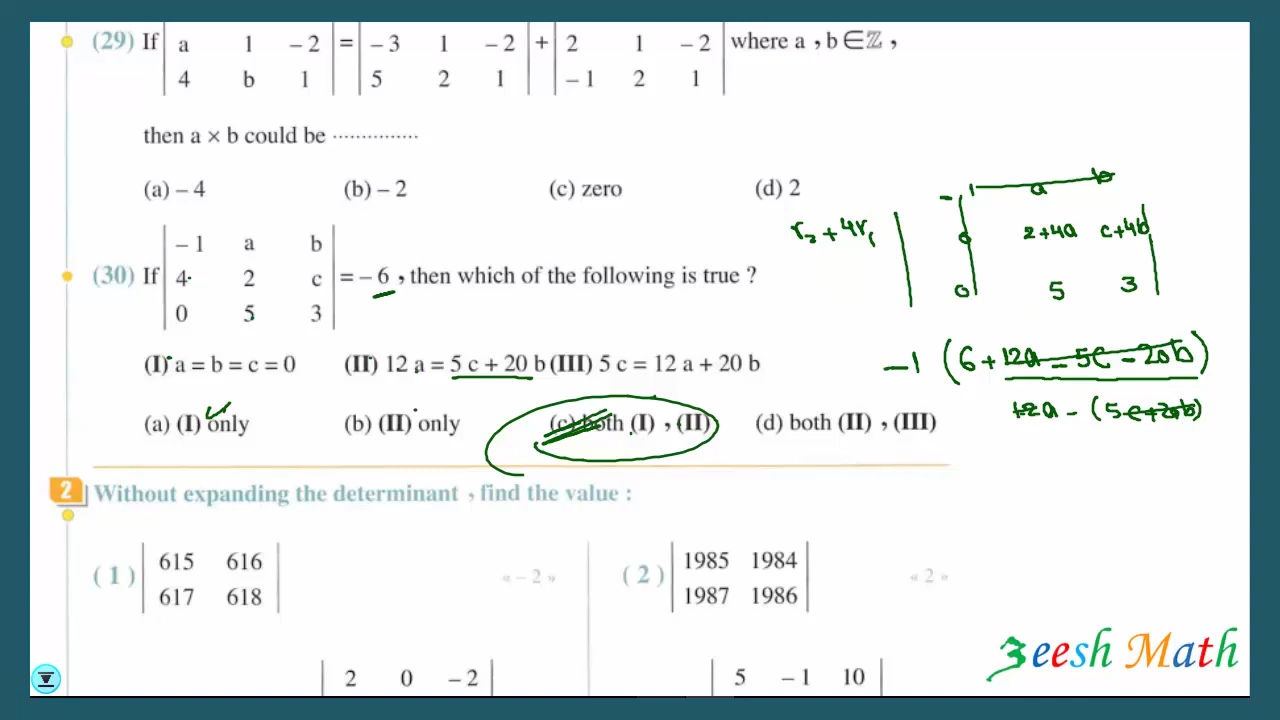 (29) If | a 1 −2 | = | −3 1 −2 | + | 2 1 −2 | where a , b ∈ ℤ ,
| 4 b 1 | | 5 2 1 | | −1 2 1 |
then a × b could be ...............
(a) – 4 (b) – 2 (c) zero (d) 2
(30) If | −1 a b |
| 4 2 c | = – 6 , then which of the following is true ?
| 0 5 3 |
(I) a = b = c = 0 (II) 12 a = 5 c + 20 b (III) 5 c = 12 a + 20 b
(a) (I) only (b) (II) only (c) both (I) , (II) (d) both (II) , (III)
r₂ + 4r₁
−1 a b
0 2+4a c+4b
0 5 3
−1 (6 + 12a − 5c − 20b)
12a − (5c+20b)
2 Without expanding the determinant , find the value :
(1) | 615 616 | « – 2 » (2) | 1985 1984 | « 2 »
| 617 618 | | 1987 1986 |
| 2 0 −2 | | 5 −1 10 |
Zeesh Math